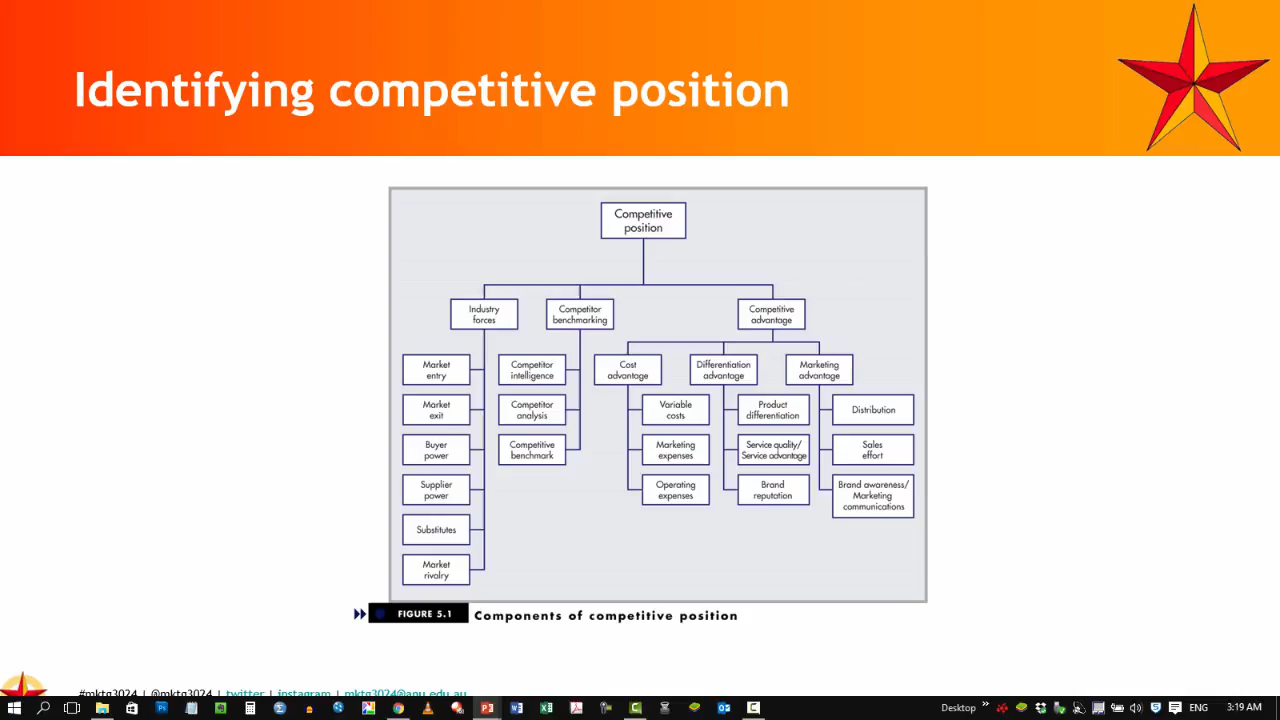 Identifying competitive position
Competitive
position
Industry
forces
Competitor
benchmarking
Competitive
advantage
Market
entry
Competitor
intelligence
Cost
advantage
Differentiation
advantage
Marketing
advantage
Market
exit
Competitor
analysis
Variable
costs
Product
differentiation
Distribution
Buyer
power
Competitive
benchmark
Marketing
expenses
Service quality/
Service advantage
Sales
effort
Supplier
power
Operating
expenses
Brand
reputation
Brand awareness/
Marketing
communications
Substitutes
Market
rivalry
FIGURE 5.1 Components of competitive position
#mktg3024 | @mktg3024 | twitter | instagram | mktg3024@anu.edu.au
Desktop
3:19 AM